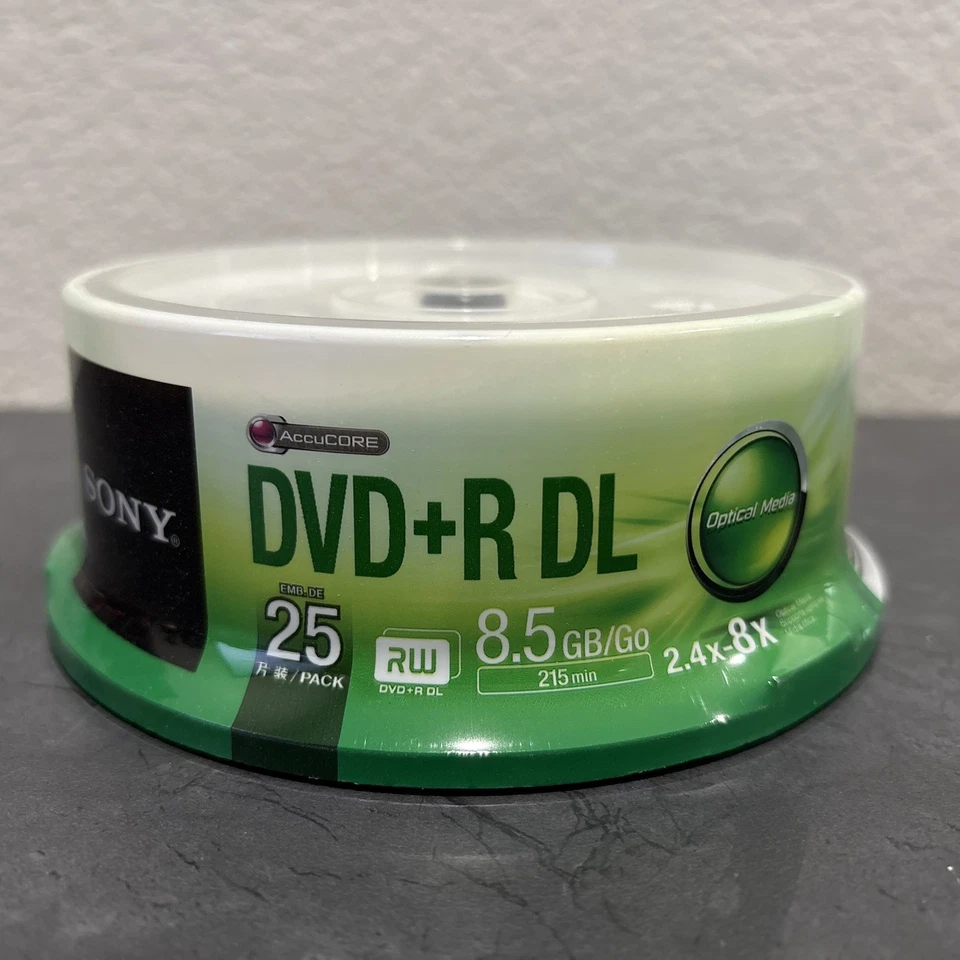 SONY®
AccuCORE
DVD+R DL
Optical Media
EMB. DE
25
片 装/PACK
RW
DVD+R DL
8.5 GB/Go
215 min
2.4x-8x